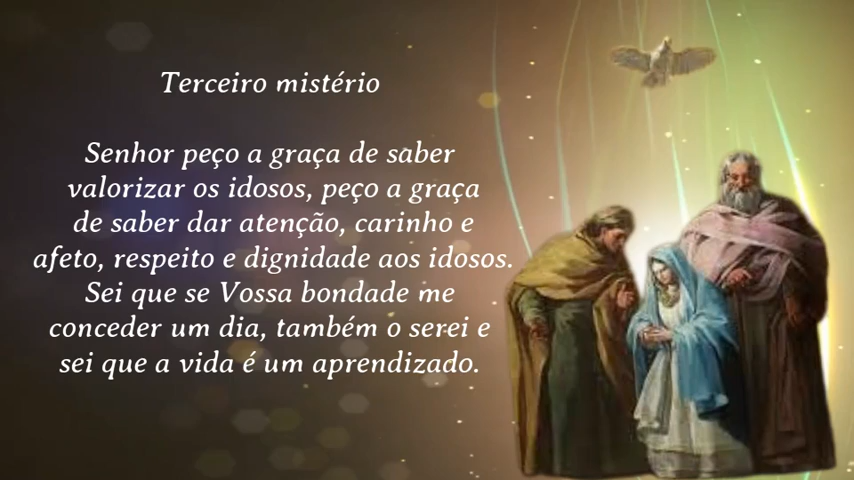 Terceiro mistério
Senhor peço a graça de saber
valorizar os idosos, peço a graça
de saber dar atenção, carinho e
afeto, respeito e dignidade aos idosos.
Sei que se Vossa bondade me
conceder um dia, também o serei e
sei que a vida é um aprendizado.